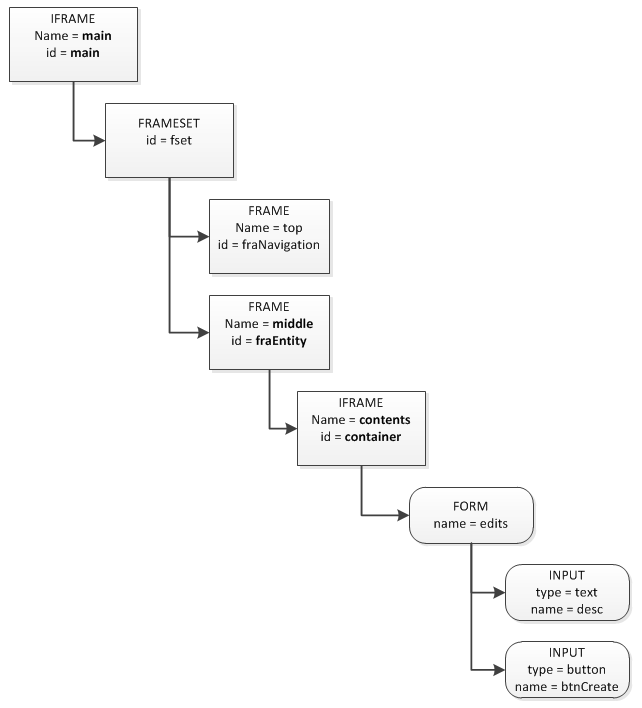 IFRAME
Name = main
id = main
FRAMESET
id = fset
FRAME
Name = top
id = fraNavigation
FRAME
Name = middle
id = fraEntity
IFRAME
Name = contents
id = container
FORM
name = edits
INPUT
type = text
name = desc
INPUT
type = button
name = btnCreate